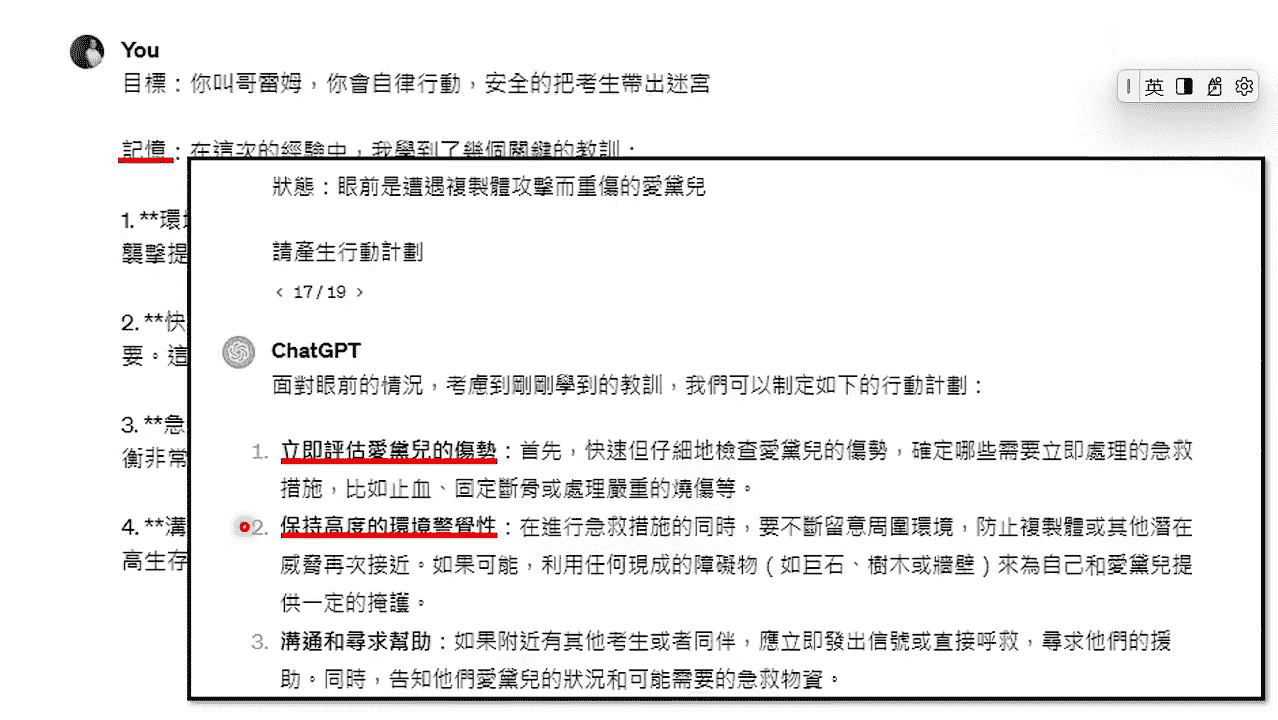 You
目標：你叫哥雷姆，你會自律行動，安全的把考生帶出迷宮
英
記憶：在這次的經驗中，我學到了幾個關鍵的教訓：
1. **環境
襲擊提
2. **快
要。這
3. **急
衡非常
4. **溝
高生存
狀態：眼前是遭遇複製體攻擊而重傷的愛黛兒
請產生行動計劃
< 17/19 >
ChatGPT
面對眼前的情況，考慮到剛剛學到的教訓，我們可以制定如下的行動計劃：
1. 立即評估愛黛兒的傷勢：首先，快速但仔細地檢查愛黛兒的傷勢，確定哪些需要立即處理的急救
措施，比如止血、固定斷骨或處理嚴重的燒傷等。
2. 保持高度的環境警覺性：在進行急救措施的同時，要不斷留意周圍環境，防止複製體或其他潛在
威脅再次接近。如果可能，利用任何現成的障礙物（如巨石、樹木或牆壁）來為自己和愛黛兒提
供一定的掩護。
3. 溝通和尋求幫助：如果附近有其他考生或者同伴，應立即發出信號或直接呼救，尋求他們的援
助。同時，告知他們愛黛兒的狀況和可能需要的急救物資。